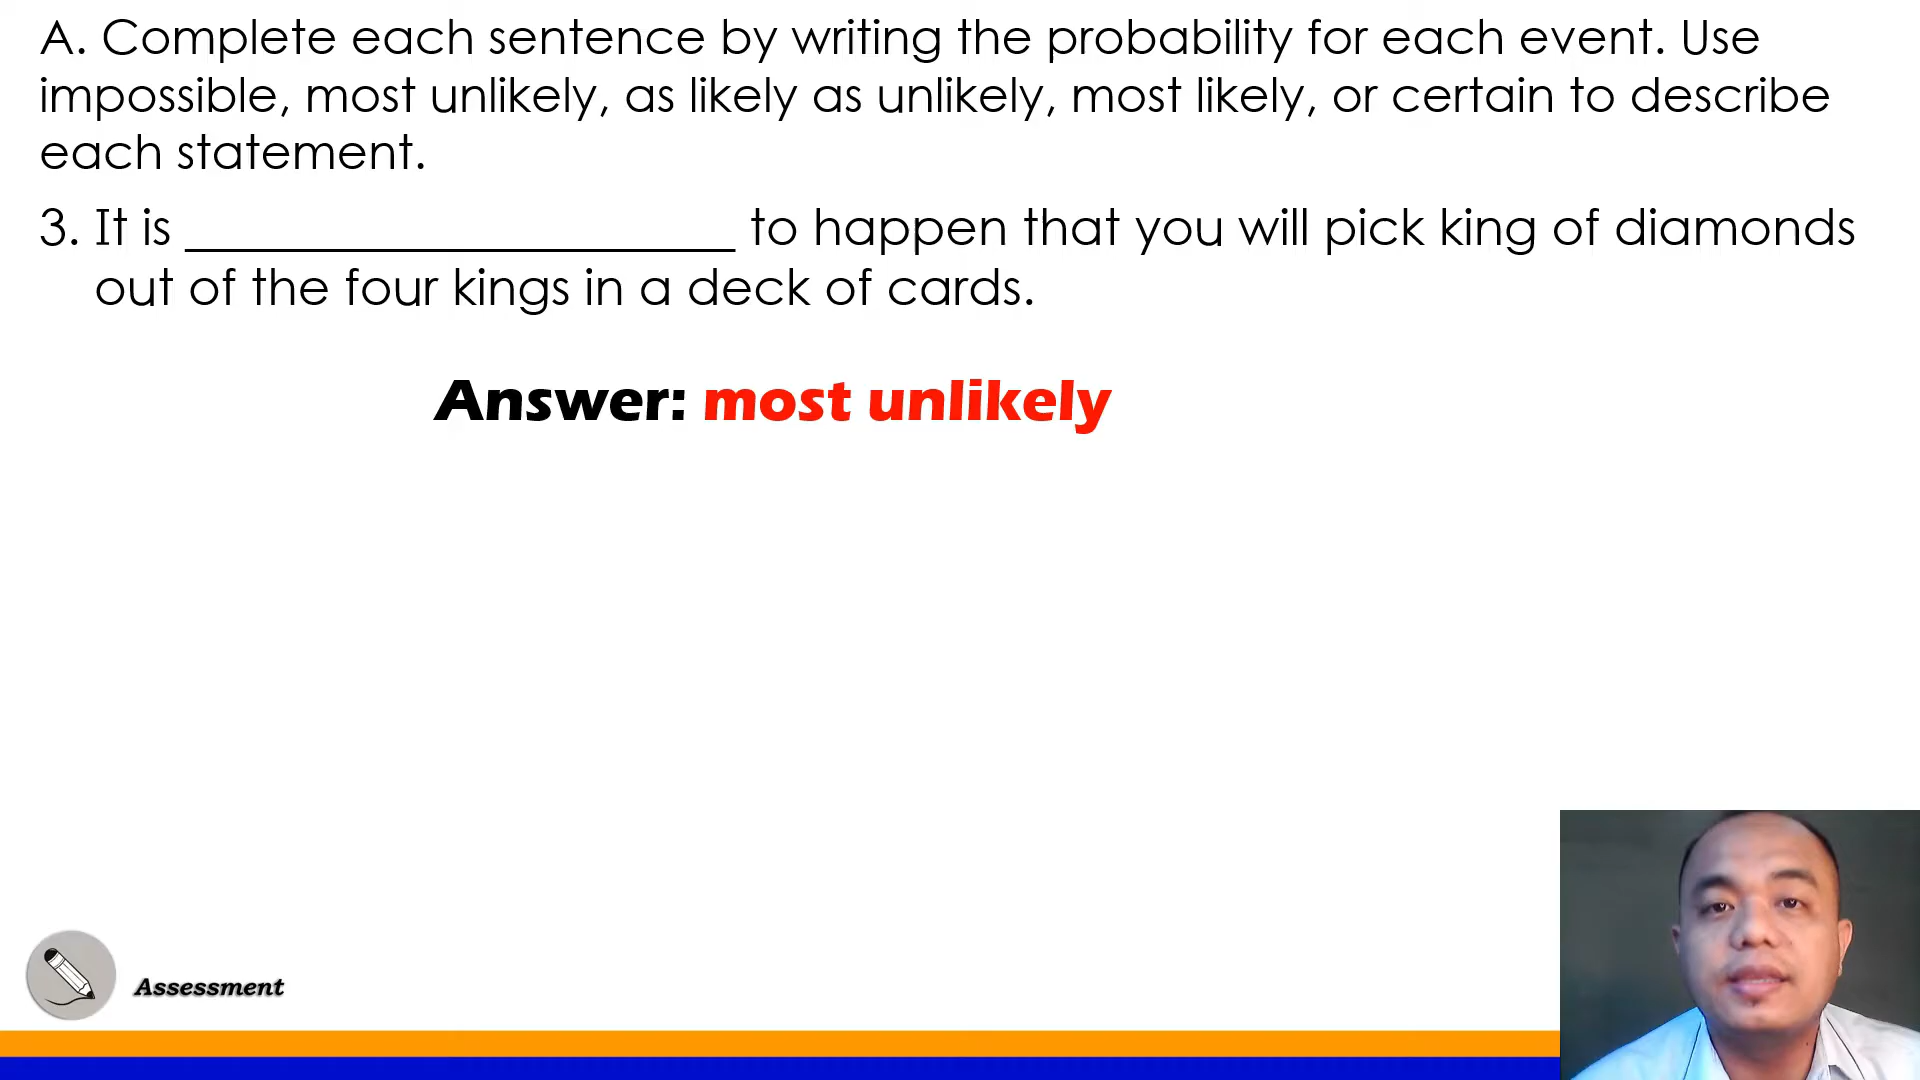 A. Complete each sentence by writing the probability for each event. Use
impossible, most unlikely, as likely as unlikely, most likely, or certain to describe
each statement.
3. It is ______________________ to happen that you will pick king of diamonds
out of the four kings in a deck of cards.
Answer: most unlikely
Assessment